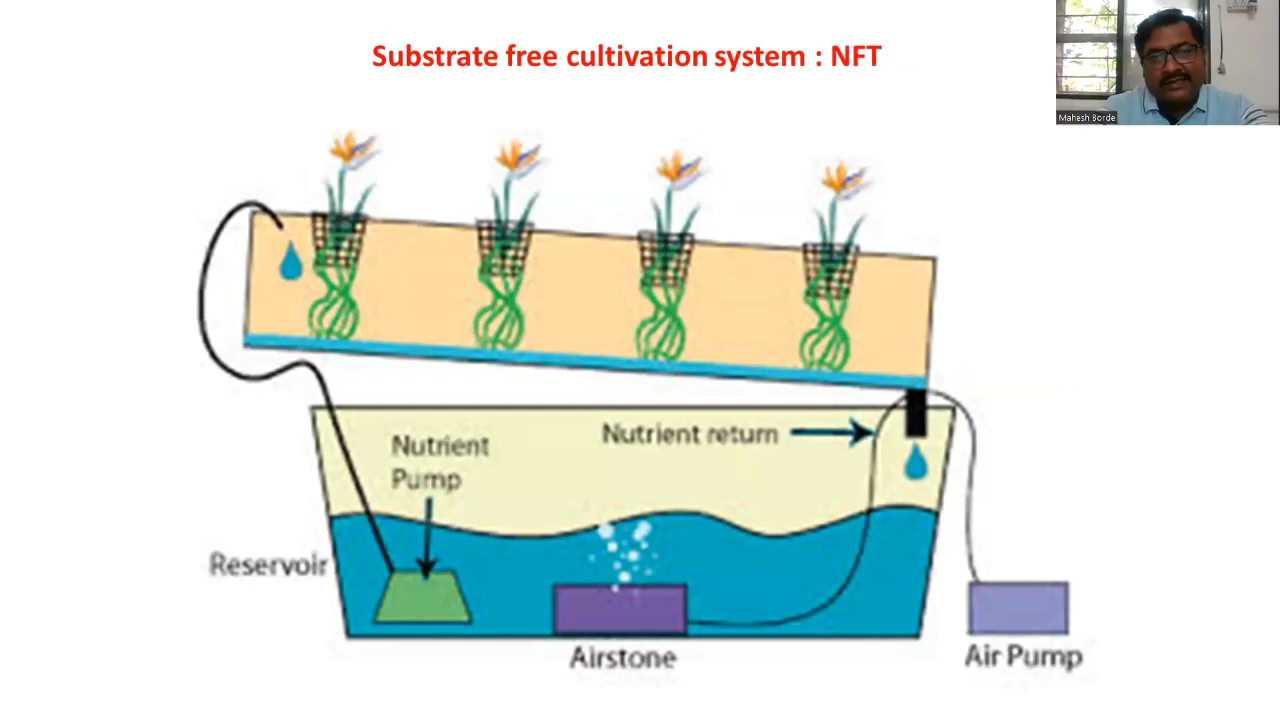 Substrate free cultivation system : NFT
Mahesh Borde
Nutrient return
Nutrient
Pump
Reservoir
Airstone
Air Pump